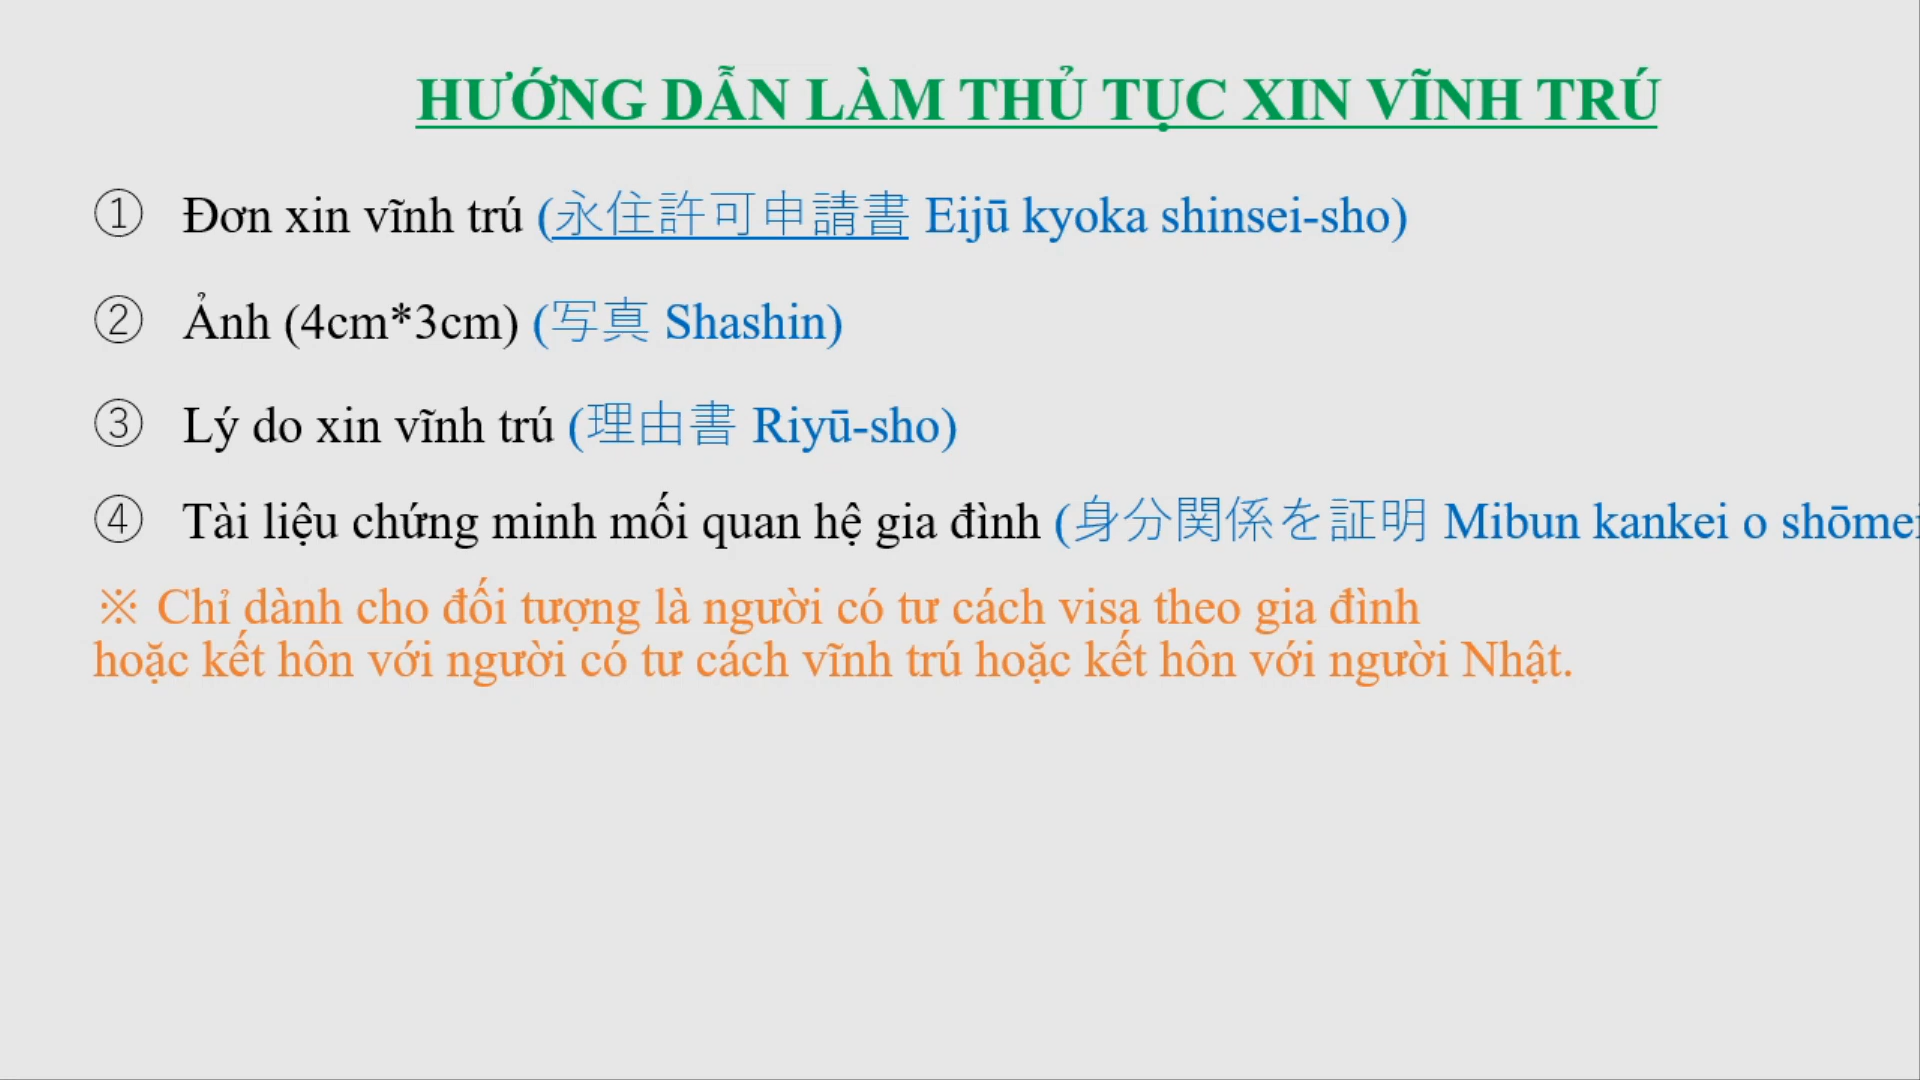 HƯỚNG DẪN LÀM THỦ TỤC XIN VĨNH TRÚ
① Đơn xin vĩnh trú (永住許可申請書 Eijū kyoka shinsei-sho)
② Ảnh (4cm*3cm) (写真 Shashin)
③ Lý do xin vĩnh trú (理由書 Riyū-sho)
④ Tài liệu chứng minh mối quan hệ gia đình (身分関係を証明 Mibun kankei o shōmei
※ Chỉ dành cho đối tượng là người có tư cách visa theo gia đình
hoặc kết hôn với người có tư cách vĩnh trú hoặc kết hôn với người Nhật.